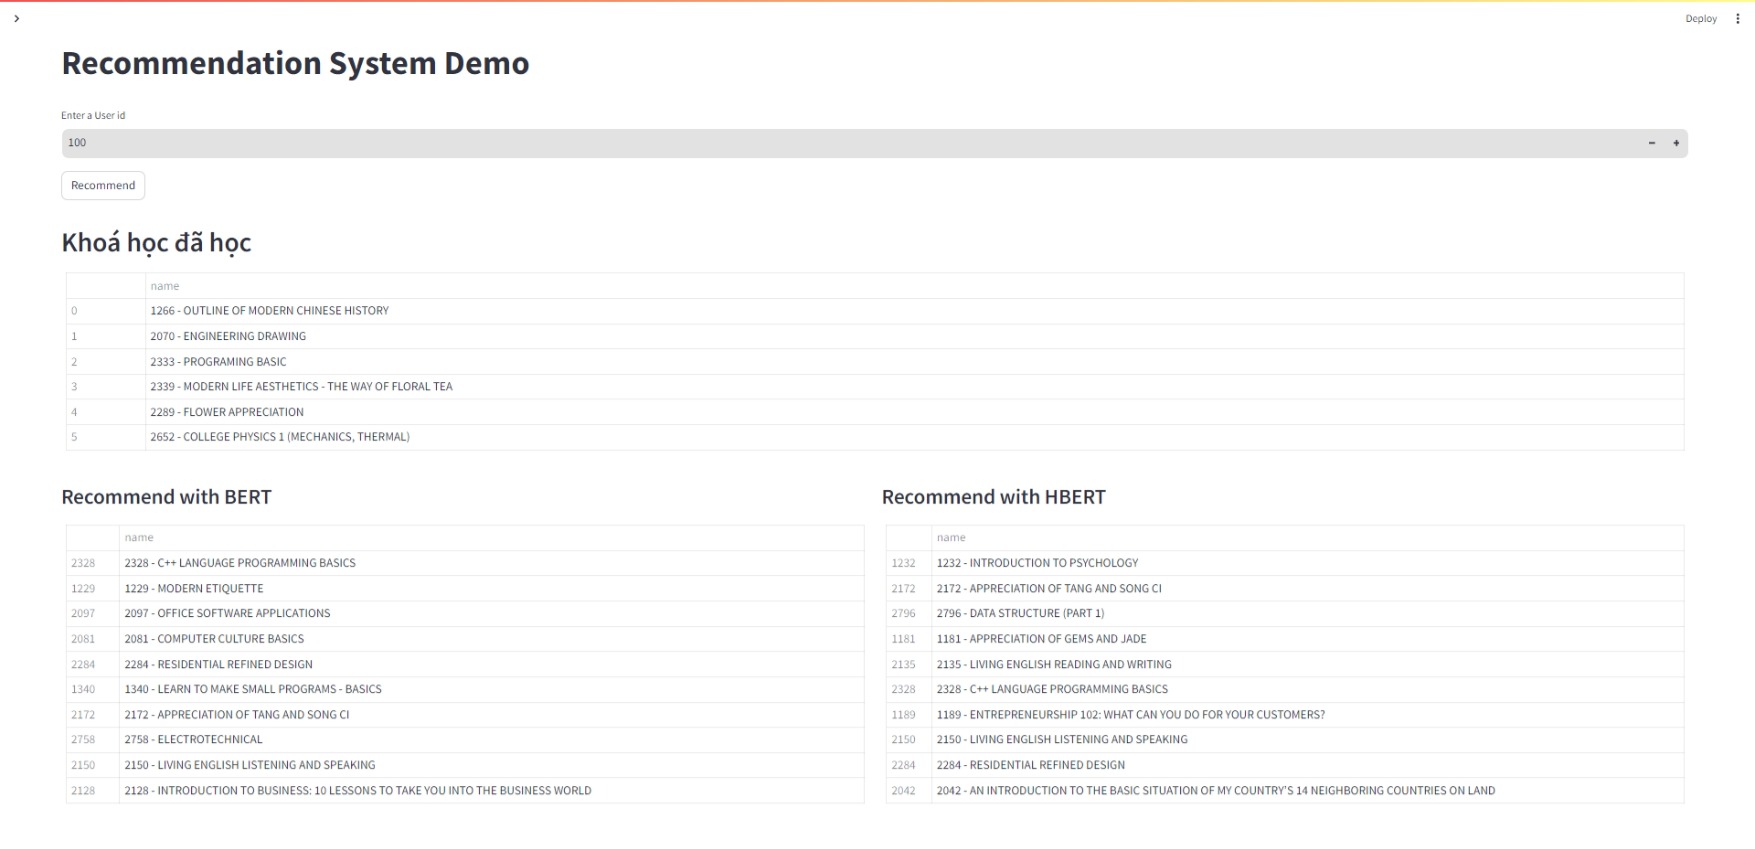 Deploy
Recommendation System Demo
Enter a User id
100
Recommend
Khoá học đã học
name
0 1266 - OUTLINE OF MODERN CHINESE HISTORY
1 2070 - ENGINEERING DRAWING
2 2333 - PROGRAMING BASIC
3 2339 - MODERN LIFE AESTHETICS - THE WAY OF FLORAL TEA
4 2289 - FLOWER APPRECIATION
5 2652 - COLLEGE PHYSICS 1 (MECHANICS, THERMAL)
Recommend with BERT
name
2328 2328 - C++ LANGUAGE PROGRAMMING BASICS
1229 1229 - MODERN ETIQUETTE
2097 2097 - OFFICE SOFTWARE APPLICATIONS
2081 2081 - COMPUTER CULTURE BASICS
2284 2284 - RESIDENTIAL REFINED DESIGN
1340 1340 - LEARN TO MAKE SMALL PROGRAMS - BASICS
2172 2172 - APPRECIATION OF TANG AND SONG CI
2758 2758 - ELECTROTECHNICAL
2150 2150 - LIVING ENGLISH LISTENING AND SPEAKING
2128 2128 - INTRODUCTION TO BUSINESS: 10 LESSONS TO TAKE YOU INTO THE BUSINESS WORLD
Recommend with HBERT
name
1232 1232 - INTRODUCTION TO PSYCHOLOGY
2172 2172 - APPRECIATION OF TANG AND SONG CI
2796 2796 - DATA STRUCTURE (PART 1)
1181 1181 - APPRECIATION OF GEMS AND JADE
2135 2135 - LIVING ENGLISH READING AND WRITING
2328 2328 - C++ LANGUAGE PROGRAMMING BASICS
1189 1189 - ENTREPRENEURSHIP 102: WHAT CAN YOU DO FOR YOUR CUSTOMERS?
2150 2150 - LIVING ENGLISH LISTENING AND SPEAKING
2284 2284 - RESIDENTIAL REFINED DESIGN
2042 2042 - AN INTRODUCTION TO THE BASIC SITUATION OF MY COUNTRY'S 14 NEIGHBORING COUNTRIES ON LAND